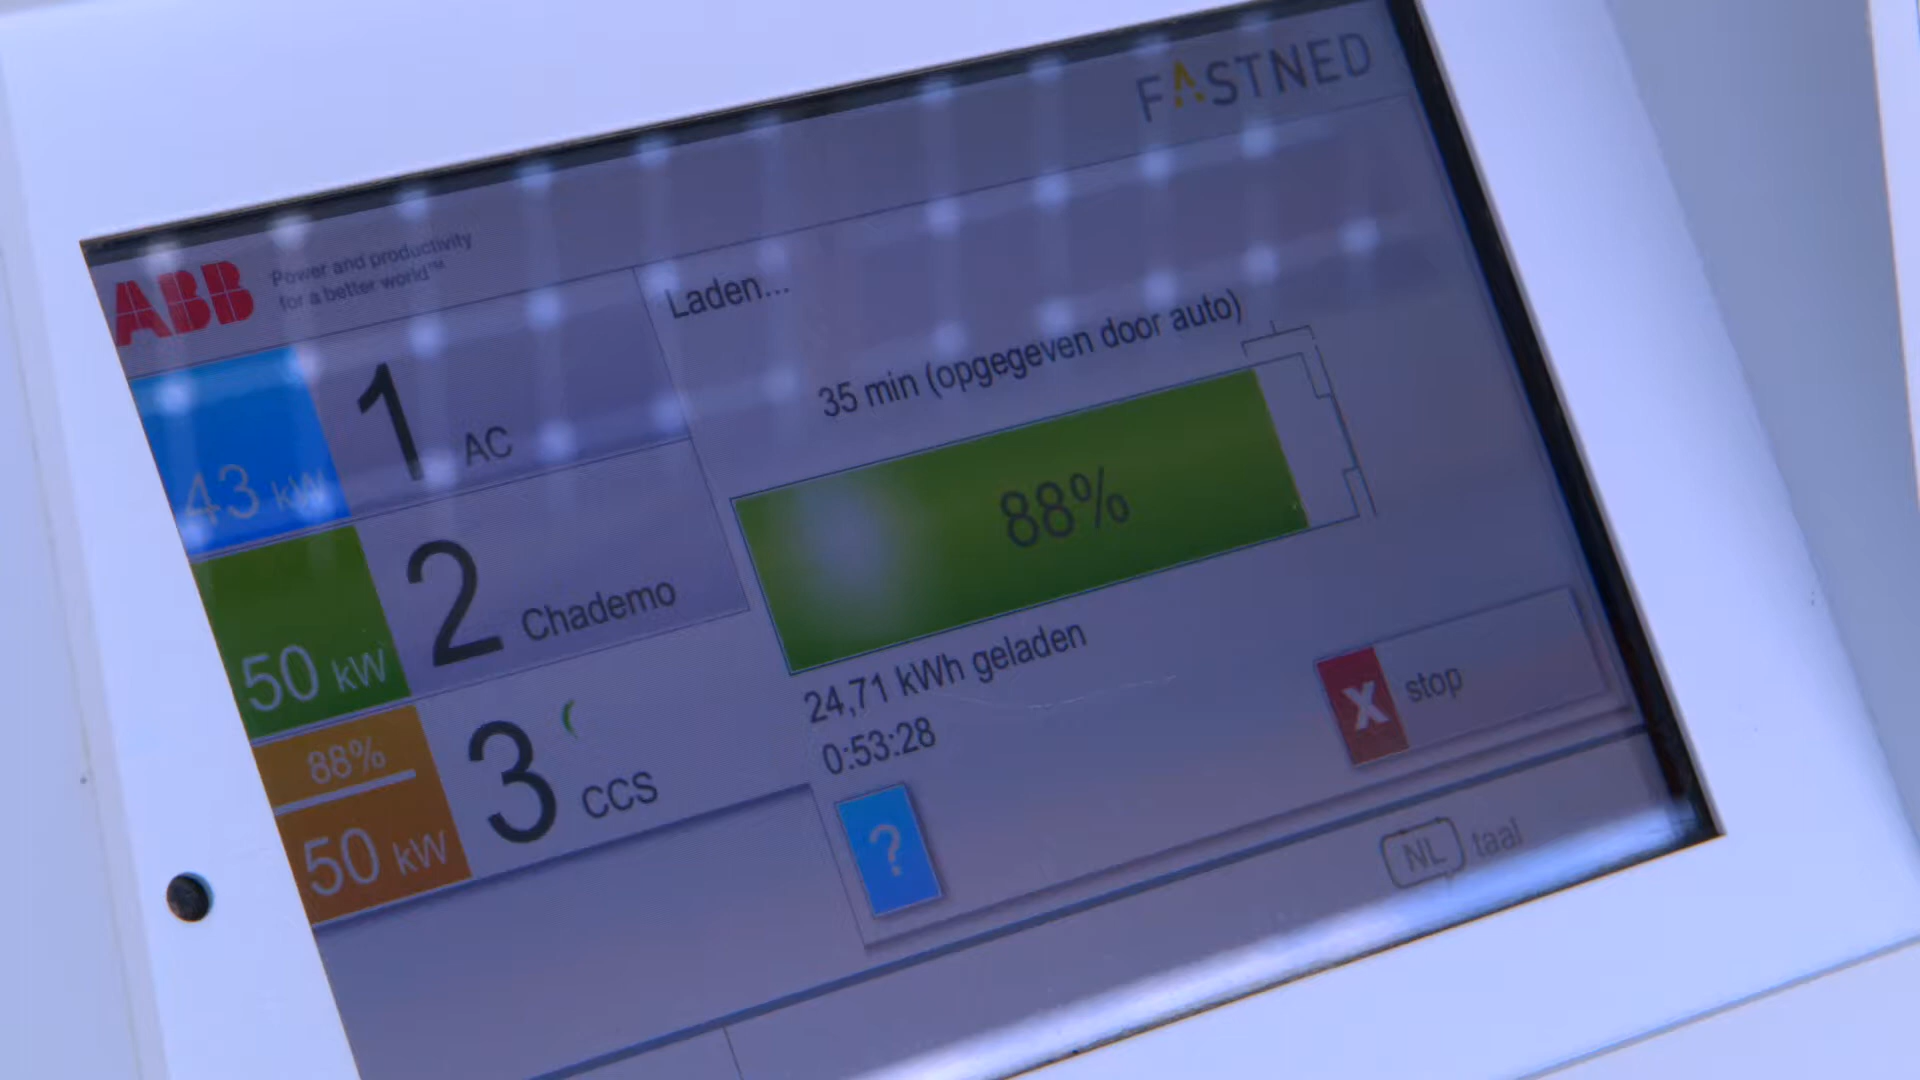 FASTNED
ABB
Power and productivity
for a better world™
Laden...
35 min (opgegeven door auto)
88%
24,71 kWh geladen
0:53:28
43 kW
1 AC
50 kW
2 Chademo
88%
50 kW
3 CCS
X stop
?
NL taal